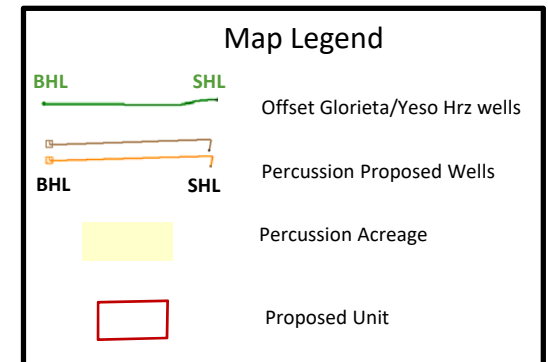 Map Legend
BHL SHL
Offset Glorieta/Yeso Hrz wells
Percussion Proposed Wells
BHL SHL
Percussion Acreage
Proposed Unit